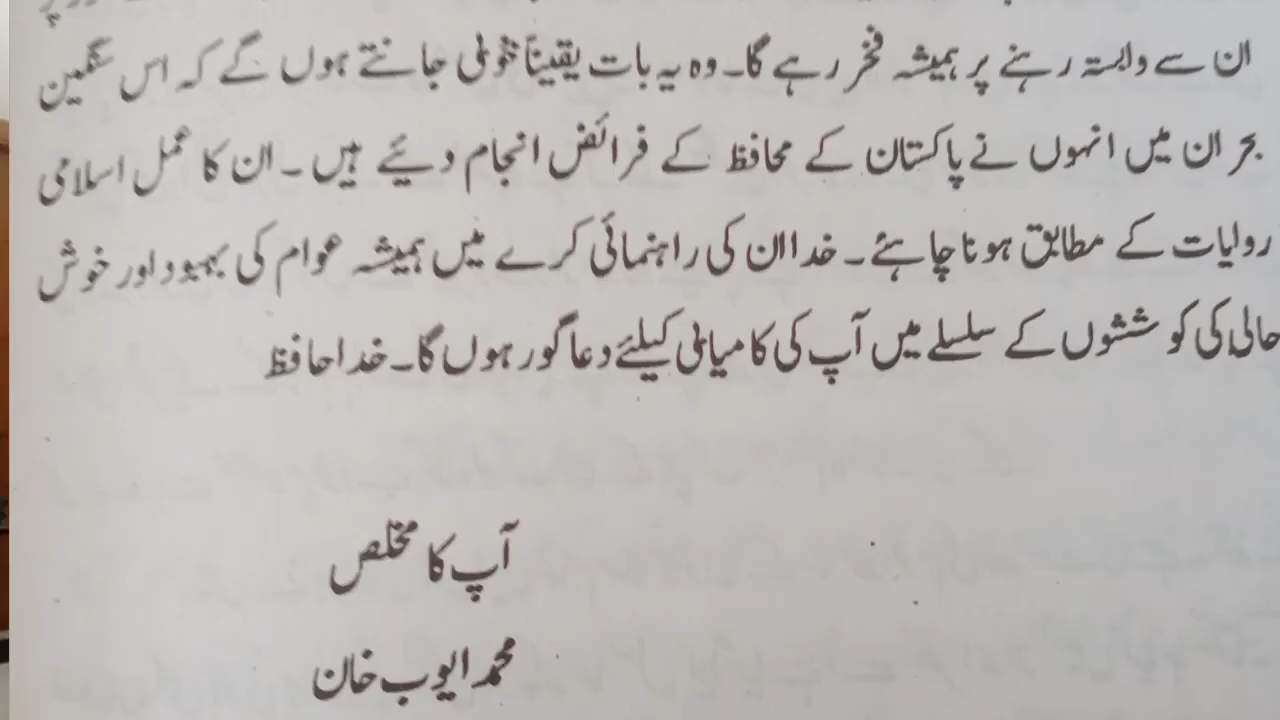 ان سے وابستہ رہنے پر ہمیشہ فخر رہے گا۔ وہ یہ بات یقیناً خوبی جانتے ہوں گے کہ اس سنگین
بحران میں انہوں نے پاکستان کے محافظ کے فرائض انجام دیئے ہیں۔ ان کا عمل اسلامی
روایات کے مطابق ہونا چاہئے۔ خدا ان کی راہنمائی کرے میں ہمیشہ عوام کی بہبود اور خوش
حالی کی کوششوں کے سلسلے میں آپ کی کامیابی کیلئے دعا گور ہوں گا۔ خدا حافظ
آپ کا مخلص
محمد ایوب خان